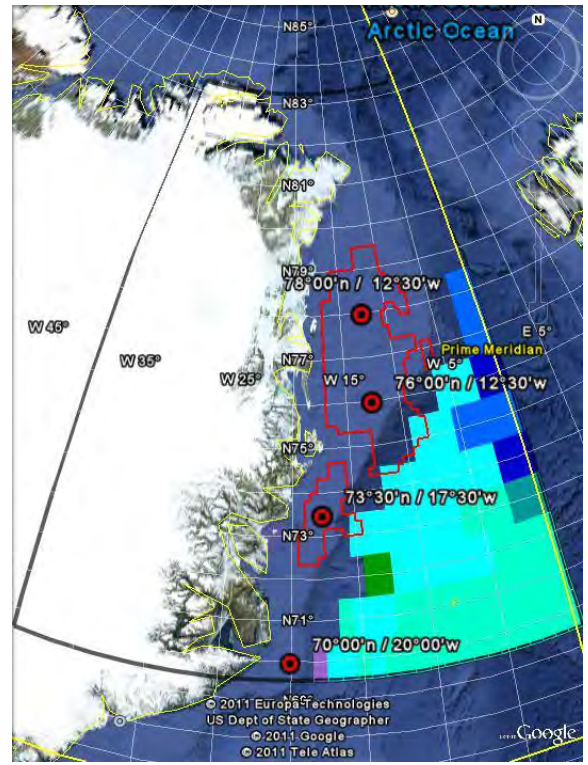 N
N85°
Arctic Ocean
N83°
N81°
N79°
78°00'n / 12°30'w
W 45°
W 35°
W 25°
N77°
W 15°
W 5°
E 5°
Prime Meridian
76°00'n / 12°30'w
N75°
73°30'n / 17°30'w
N73°
N71°
70°00'n / 20°00'w
© 2011 Europa Technologies
US Dept of State Geographer
© 2011 Google
© 2011 Tele Atlas
Google